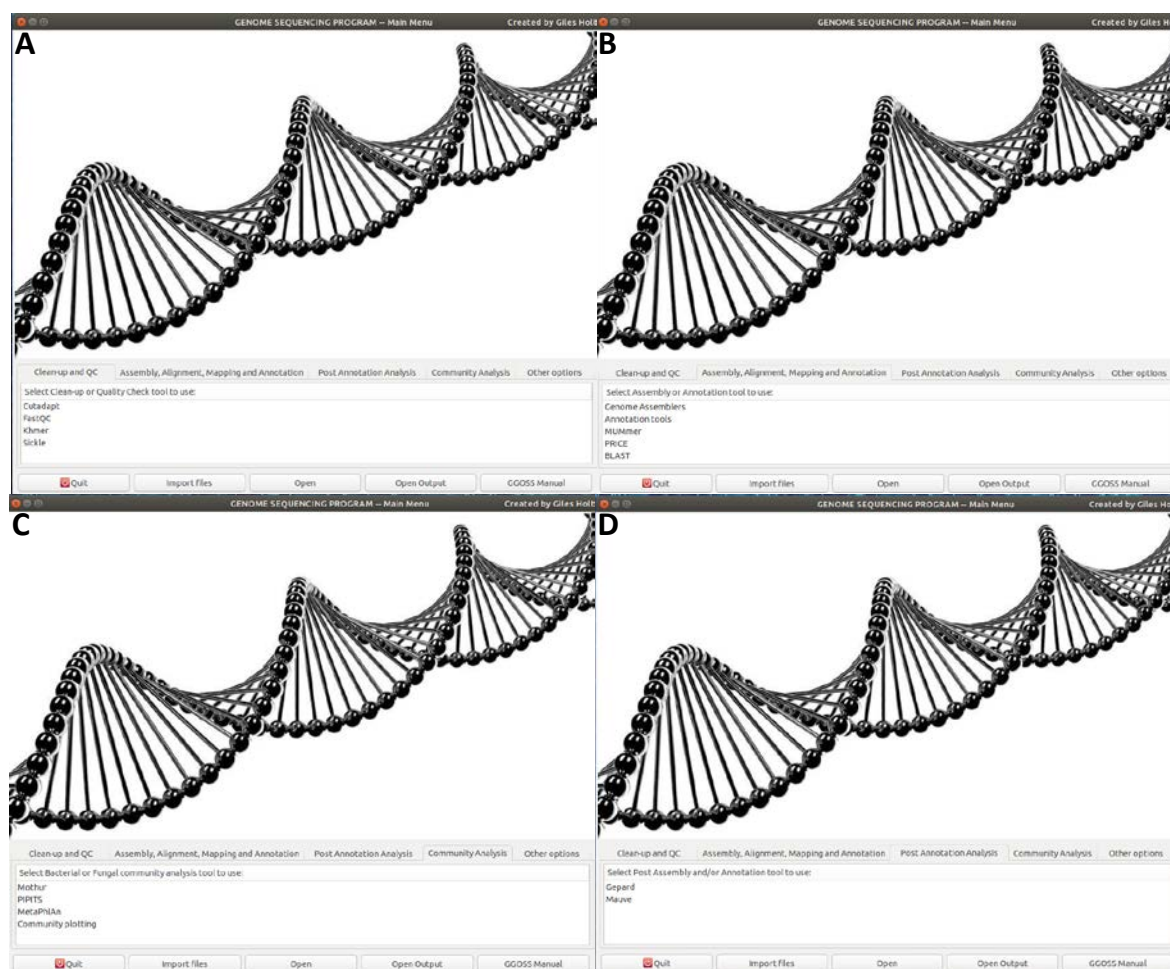 A
GENOME SEQUENCING PROGRAM -- Main Menu
Created by Giles
Clean-up and QC Assembly, Alignment, Mapping and Annotation Post Annotation Analysis Community Analysis Other options
Select Clean-up or Quality Check tool to use:
Cutadapt
FastQC
Khmer
Sickle
Quit Import files Open Open Output GGOSS Manual
B
GENOME SEQUENCING PROGRAM -- Main Menu
Created by Giles
Clean-up and QC Assembly, Alignment, Mapping and Annotation Post Annotation Analysis Community Analysis Other options
Select Assembly or Annotation tool to use:
Genome Assemblers
Annotation tools
MUMmer
PRICE
BLAST
Quit Import files Open Open Output GGOSS Manual
C
GENOME SEQUENCING PROGRAM -- Main Menu
Created by Giles
Clean-up and QC Assembly, Alignment, Mapping and Annotation Post Annotation Analysis Community Analysis Other options
Select Bacterial or Fungal community analysis tool to use:
Mothur
PIPITS
MetaPhlAn
Community plotting
Quit Import files Open Open Output GGOSS Manual
D
GENOME SEQUENCING PROGRAM -- Main Menu
Created by Giles
Clean-up and QC Assembly, Alignment, Mapping and Annotation Post Annotation Analysis Community Analysis Other options
Select Post Assembly and/or Annotation tool to use:
Gepard
Mauve
Quit Import files Open Open Output GGOSS Manual